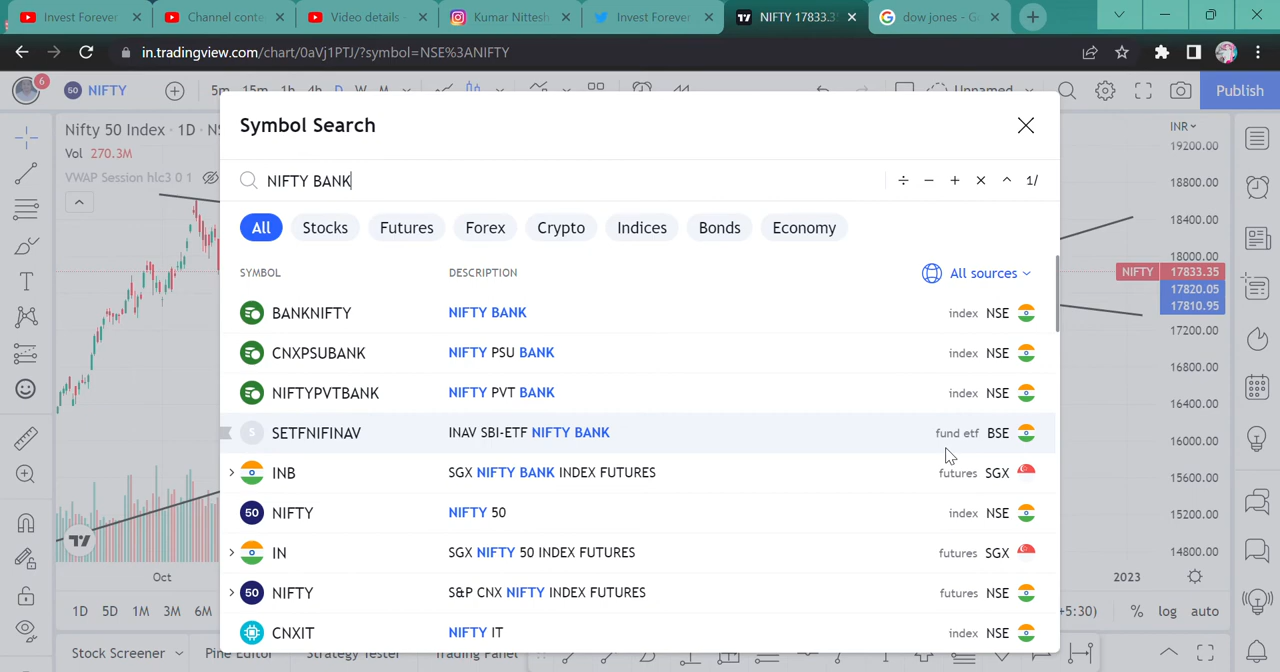 Invest Forever
Channel conte
Video details
Kumar Nittesh
Invest Forever
NIFTY 17833.3
dow jones - G
in.tradingview.com/chart/0aVj1PTJ/?symbol=NSE%3ANIFTY
6
50 NIFTY
5m 15m 1h 4h D W M
Unnamed
Publish
Nifty 50 Index · 1D · NS
Vol 270.3M
VWAP Session hlc3 0 1
Symbol Search
NIFTY BANK
1/
All Stocks Futures Forex Crypto Indices Bonds Economy
SYMBOL DESCRIPTION
All sources
BANKNIFTY NIFTY BANK index NSE
CNXPSUBANK NIFTY PSU BANK index NSE
NIFTYPVTBANK NIFTY PVT BANK index NSE
S SETFNIFINAV INAV SBI-ETF NIFTY BANK fund etf BSE
INB SGX NIFTY BANK INDEX FUTURES futures SGX
50 NIFTY NIFTY 50 index NSE
IN SGX NIFTY 50 INDEX FUTURES futures SGX
50 NIFTY S&P CNX NIFTY INDEX FUTURES futures NSE
CNXIT NIFTY IT index NSE
INR
19200.00
18800.00
18400.00
18000.00
NIFTY 17833.35
17820.05
17810.95
17200.00
16800.00
16400.00
16000.00
15600.00
15200.00
14800.00
Oct
2023
1D 5D 1M 3M 6M
+5:30) % log auto
Stock Screener Pine Editor Strategy Tester Trading Panel